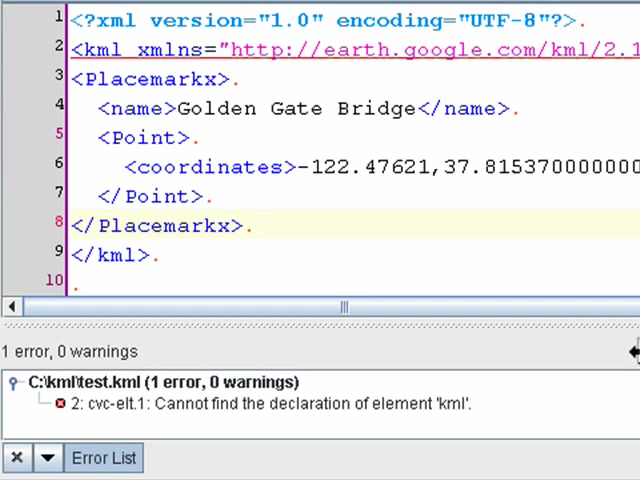 1 <?xml version="1.0" encoding="UTF-8"?>.
2 <kml xmlns="http://earth.google.com/kml/2.1
3 <Placemarkx>.
4 <name>Golden Gate Bridge</name>.
5 <Point>.
6 <coordinates>-122.47621,37.8153700000000
7 </Point>.
8 </Placemarkx>.
9 </kml>.
10 .
1 error, 0 warnings
C:\kml\test.kml (1 error, 0 warnings)
2: cvc-elt.1: Cannot find the declaration of element 'kml'.
Error List